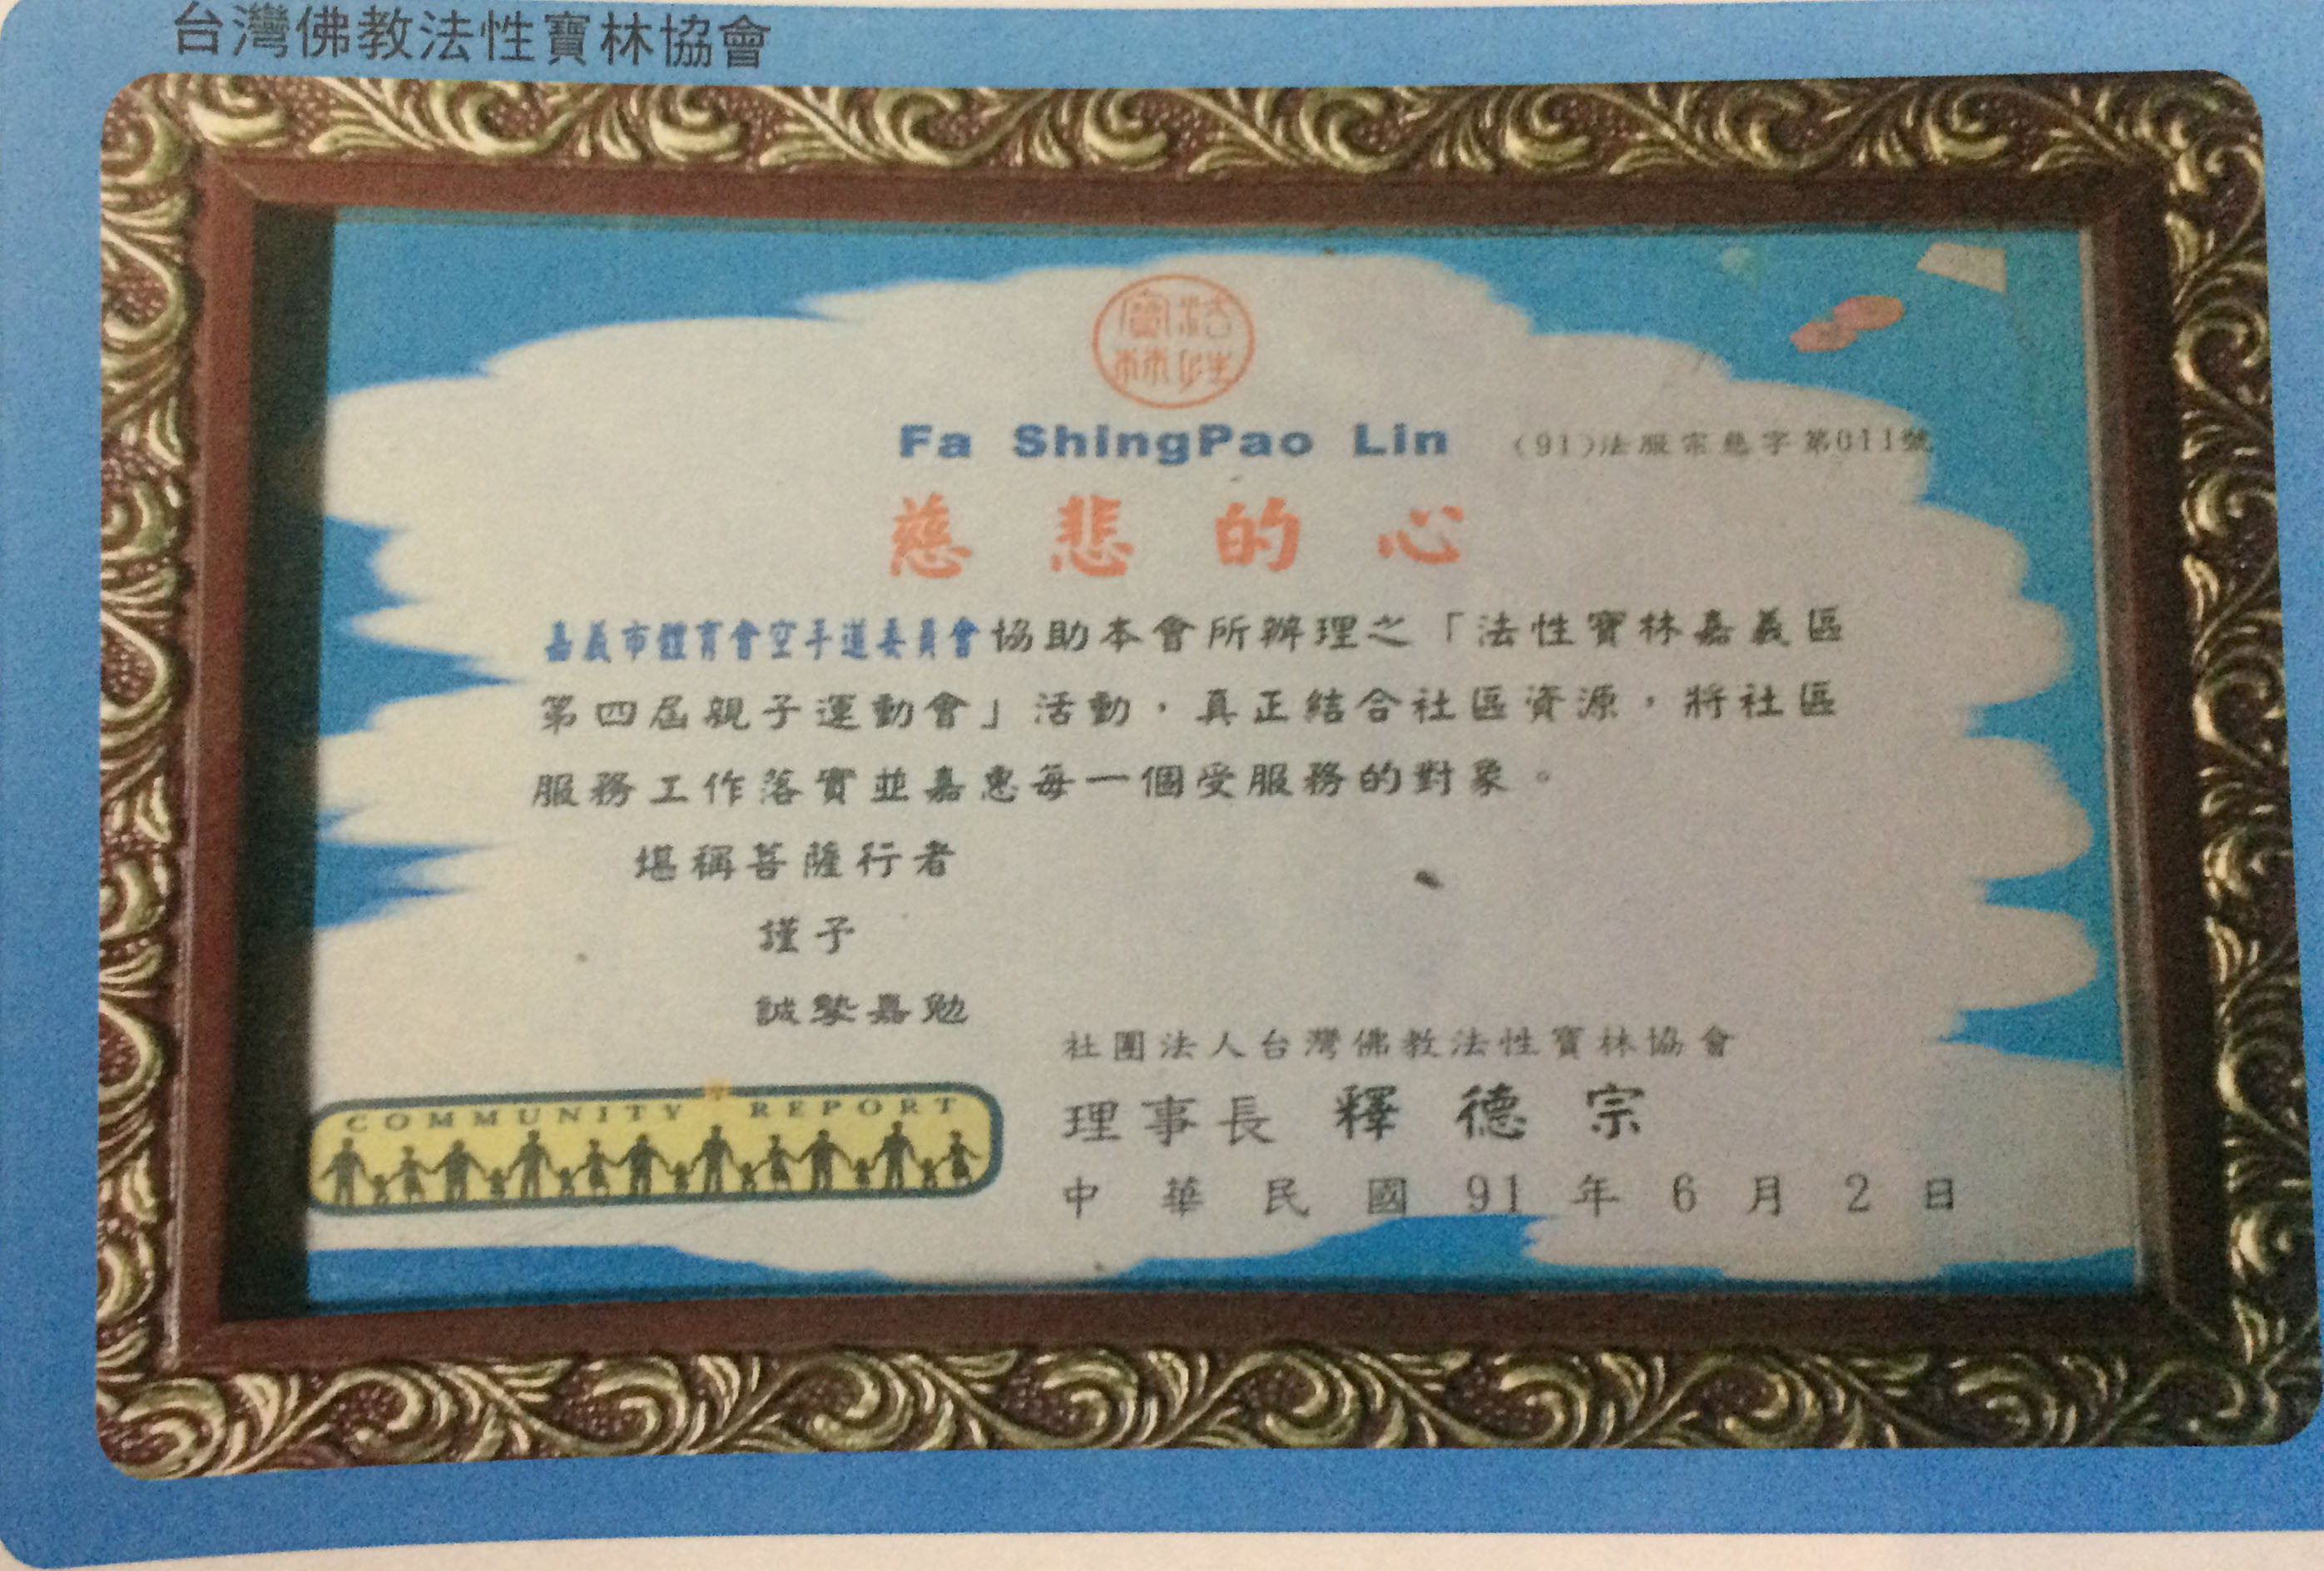 台灣佛教法性寶林協會
法性寶林
Fa ShingPao Lin (91)法服宗慈字第011號
慈悲的心
嘉義市體育會空手道委員會協助本會所辦理之「法性寶林嘉義區
第四屆親子運動會」活動，真正結合社區資源，將社區
服務工作落實並嘉惠每一個受服務的對象。
堪稱菩薩行者
謹予
誠摯嘉勉
社團法人台灣佛教法性寶林協會
理事長 釋德宗
中華民國91年6月2日
COMMUNITY REPORT